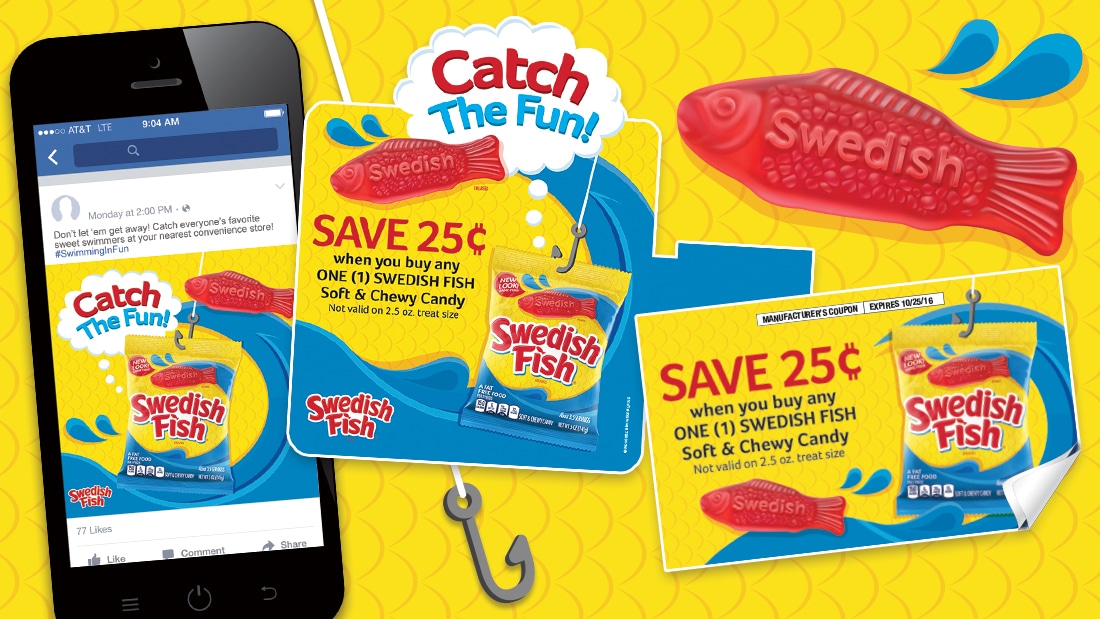 AT&T LTE 9:04 AM
Monday at 2:00 PM
Don't let 'em get away! Catch everyone's favorite
sweet swimmers at your nearest convenience store!
#SwimmingInFun
Catch
The Fun!
Swedish
NEW
LOOK!
Swedish
Swedish
Fish
A FAT
FREE FOOD
SOFT & CHEWY CANDY
Swedish
Fish
77 Likes
Like
Comment
Share
Catch
The Fun!
Swedish
SAVE 25¢
when you buy any
ONE (1) SWEDISH FISH
Soft & Chewy Candy
Not valid on 2.5 oz. treat size
NEW
LOOK!
Swedish
Swedish
Fish
A FAT
FREE FOOD
SOFT & CHEWY CANDY
Swedish
Fish
Swedish
MANUFACTURER'S COUPON EXPIRES 10/25/16
SAVE 25¢
when you buy any
ONE (1) SWEDISH FISH
Soft & Chewy Candy
Not valid on 2.5 oz. treat size
Swedish
NEW
LOOK!
Swedish
Swedish
Fish
A FAT
FREE FOOD
SOFT & CHEWY CANDY